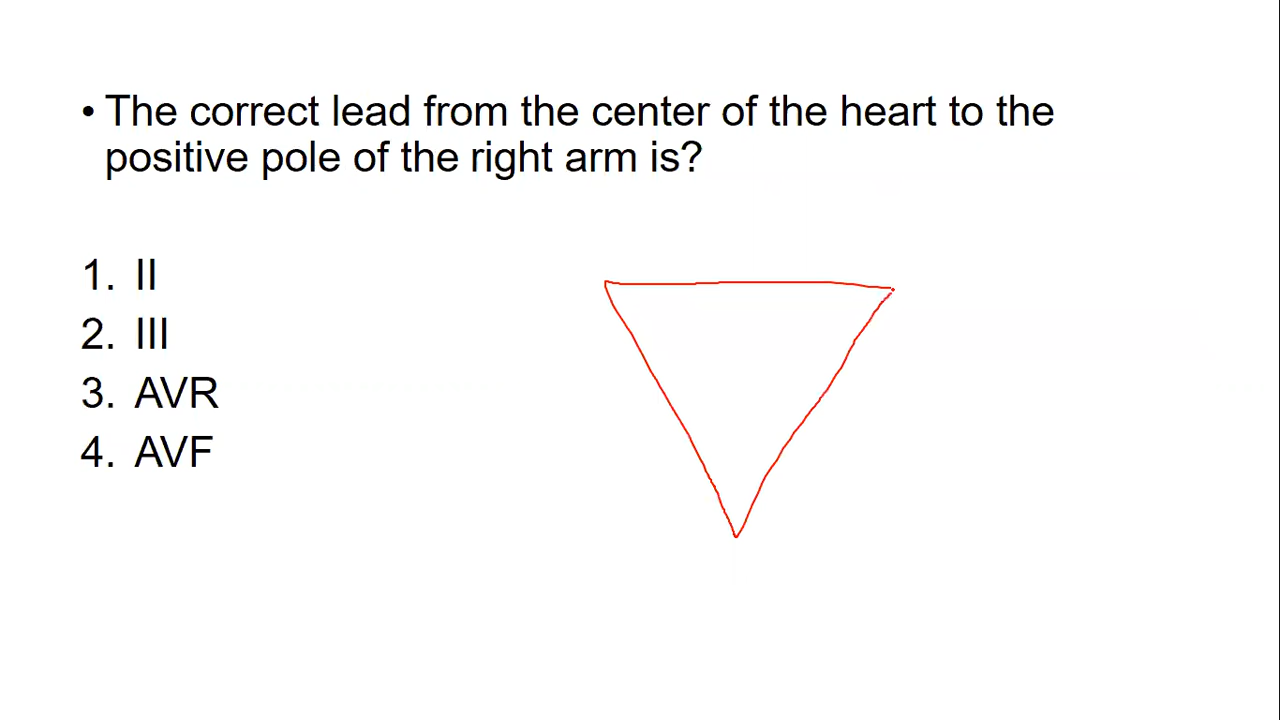 • The correct lead from the center of the heart to the
positive pole of the right arm is?
1. II
2. III
3. AVR
4. AVF